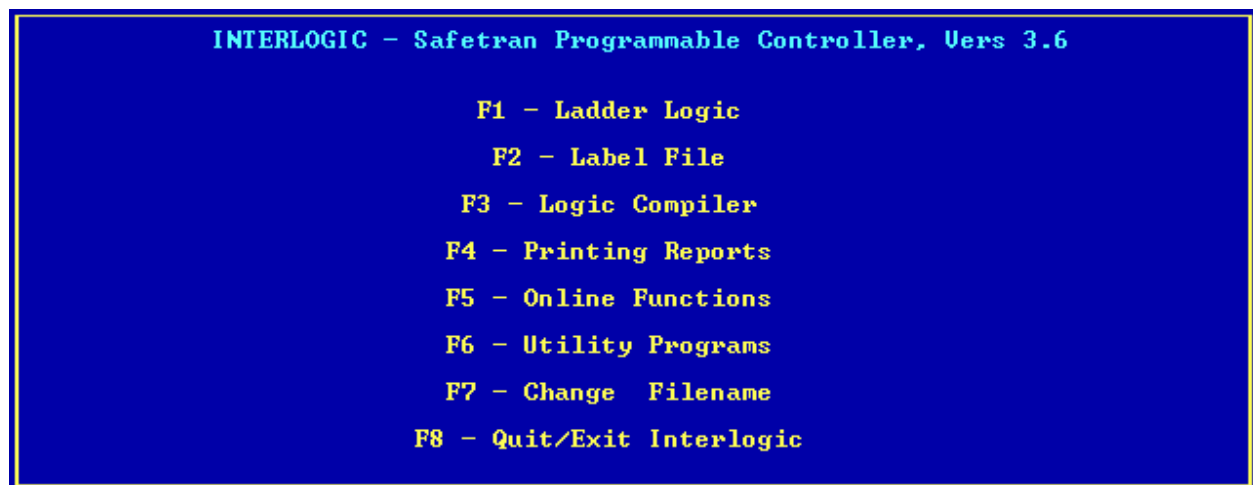 INTERLOGIC - Safetran Programmable Controller, Vers 3.6
F1 - Ladder Logic
F2 - Label File
F3 - Logic Compiler
F4 - Printing Reports
F5 - Online Functions
F6 - Utility Programs
F7 - Change  Filename
F8 - Quit/Exit Interlogic